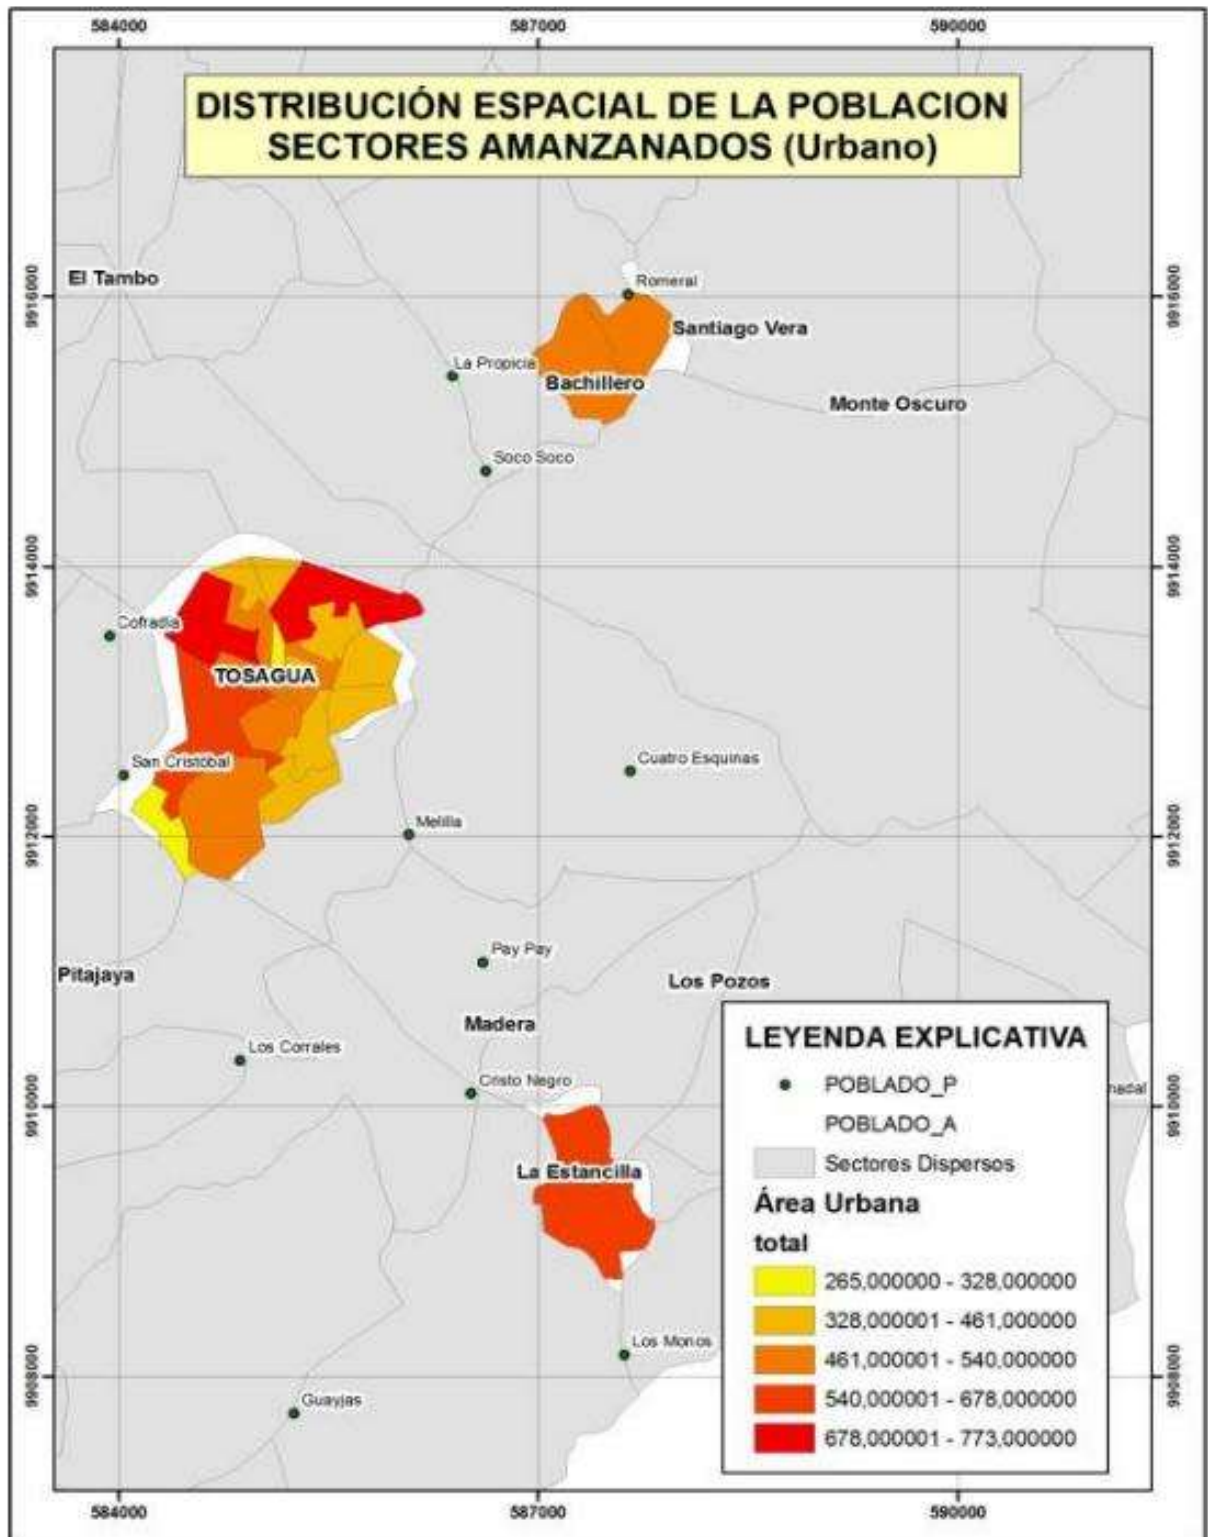 584000
587000
590000
DISTRIBUCIÓN ESPACIAL DE LA POBLACION
SECTORES AMANZANADOS (Urbano)
El Tambo
9916000
Romeral
9916000
Santiago Vera
La Propicia
Bachillero
Monte Oscuro
Soco Soco
9914000
9914000
Cofradia
TOSAGUA
San Cristóbal
Cuatro Esquinas
Melilla
9912000
9912000
Pay Pay
Pitajaya
Los Pozos
Madera
Los Corrales
Cristo Negro
9910000
9910000
La Estancilla
Los Monos
9908000
9908000
Guayjas
LEYENDA EXPLICATIVA
POBLADO_P
POBLADO_A
Sectores Dispersos
Área Urbana
total
265,000000 - 328,000000
328,000001 - 461,000000
461,000001 - 540,000000
540,000001 - 678,000000
678,000001 - 773,000000
584000
587000
590000